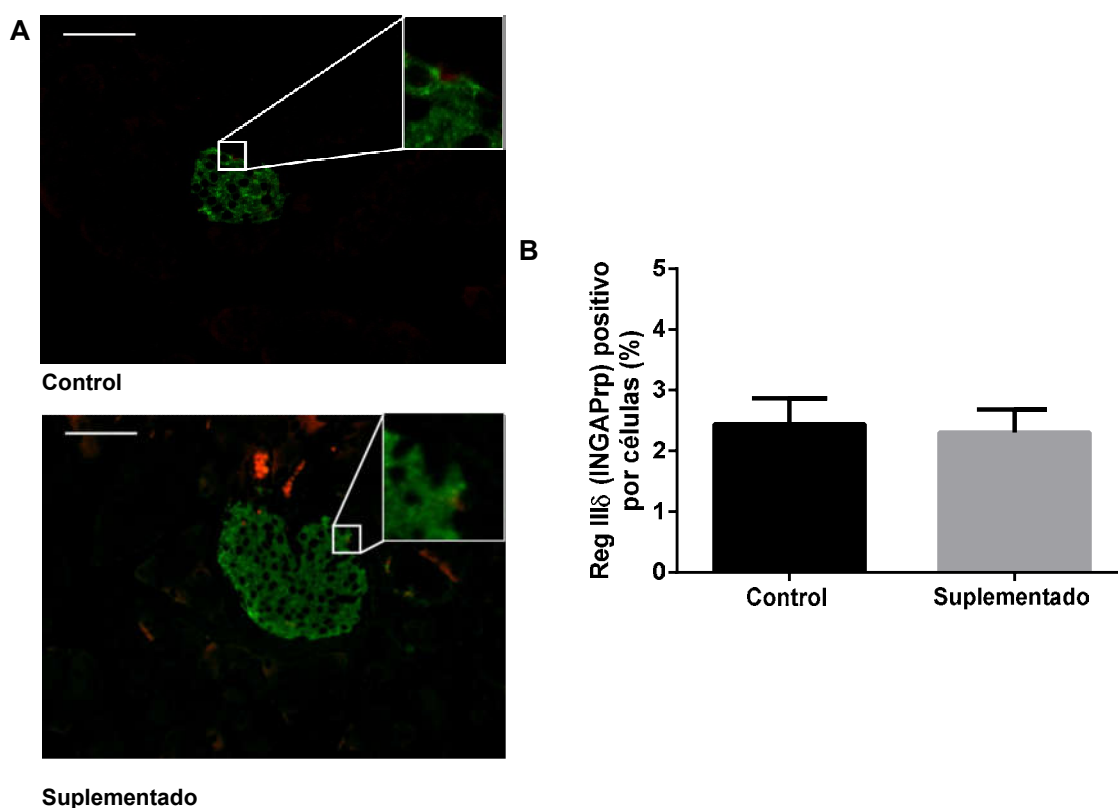 A
Control
Suplementado
B
Reg IIIδ (INGAPrp) positivo
por células (%)
5
4
3
2
1
0
Control
Suplementado